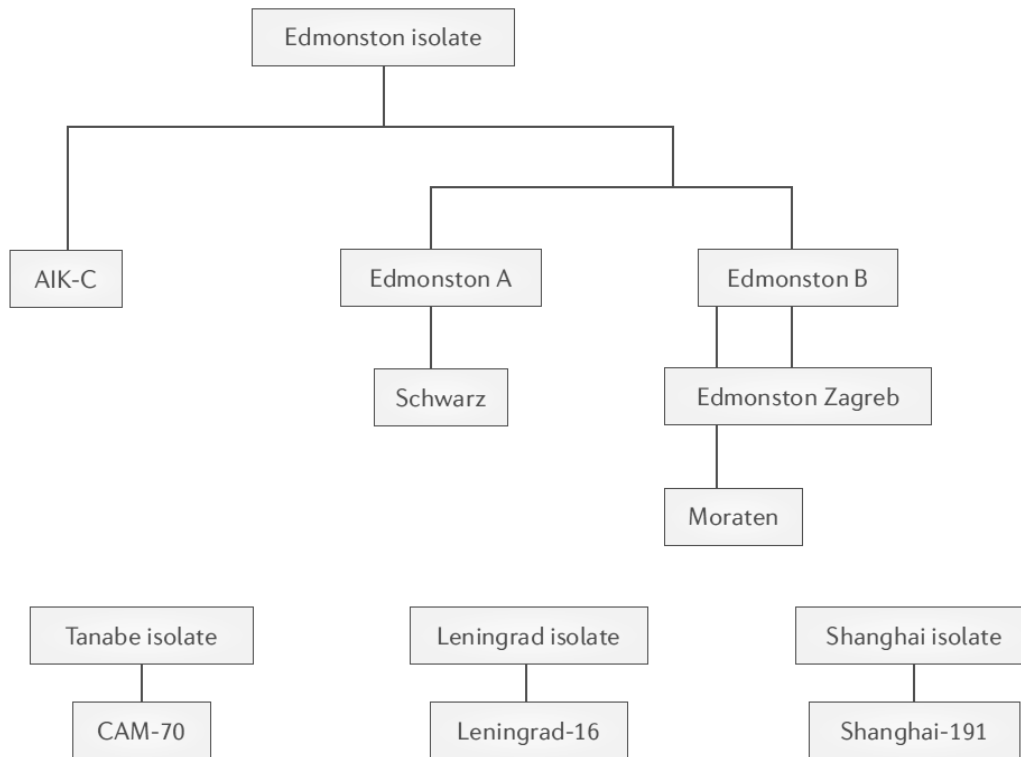 Edmonston isolate
AIK-C
Edmonston A
Edmonston B
Schwarz
Edmonston Zagreb
Moraten
Tanabe isolate
Leningrad isolate
Shanghai isolate
CAM-70
Leningrad-16
Shanghai-191